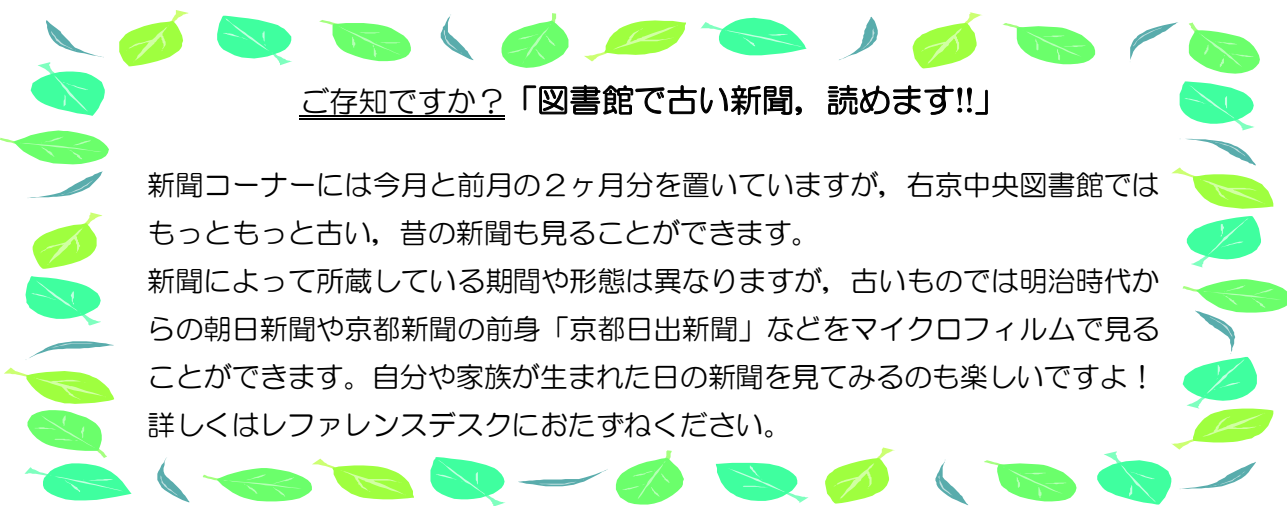 ご存知ですか？「図書館で古い新聞，読めます!!」
新聞コーナーには今月と前月の２ヶ月分を置いていますが，右京中央図書館では
もっともっと古い，昔の新聞も見ることができます。
新聞によって所蔵している期間や形態は異なりますが，古いものでは明治時代か
らの朝日新聞や京都新聞の前身「京都日出新聞」などをマイクロフィルムで見る
ことができます。自分や家族が生まれた日の新聞を見てみるのも楽しいですよ！
詳しくはレファレンスデスクにおたずねください。